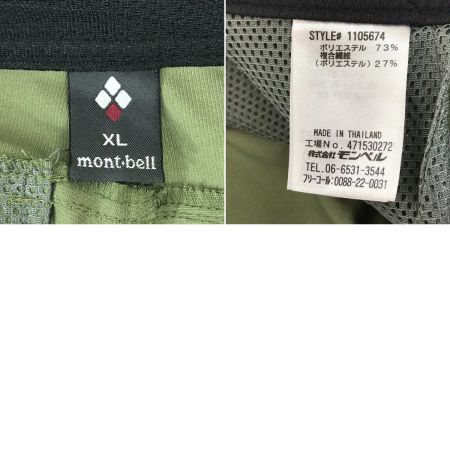 XL
mont·bell
STYLE# 1105674
ポリエステル 73%
複合繊維
(ポリエステル) 27%
MADE IN THAILAND
工場No. 471530272
株式会社モンベル
TEL.06-6531-3544
フリーコール:0088-22-0031